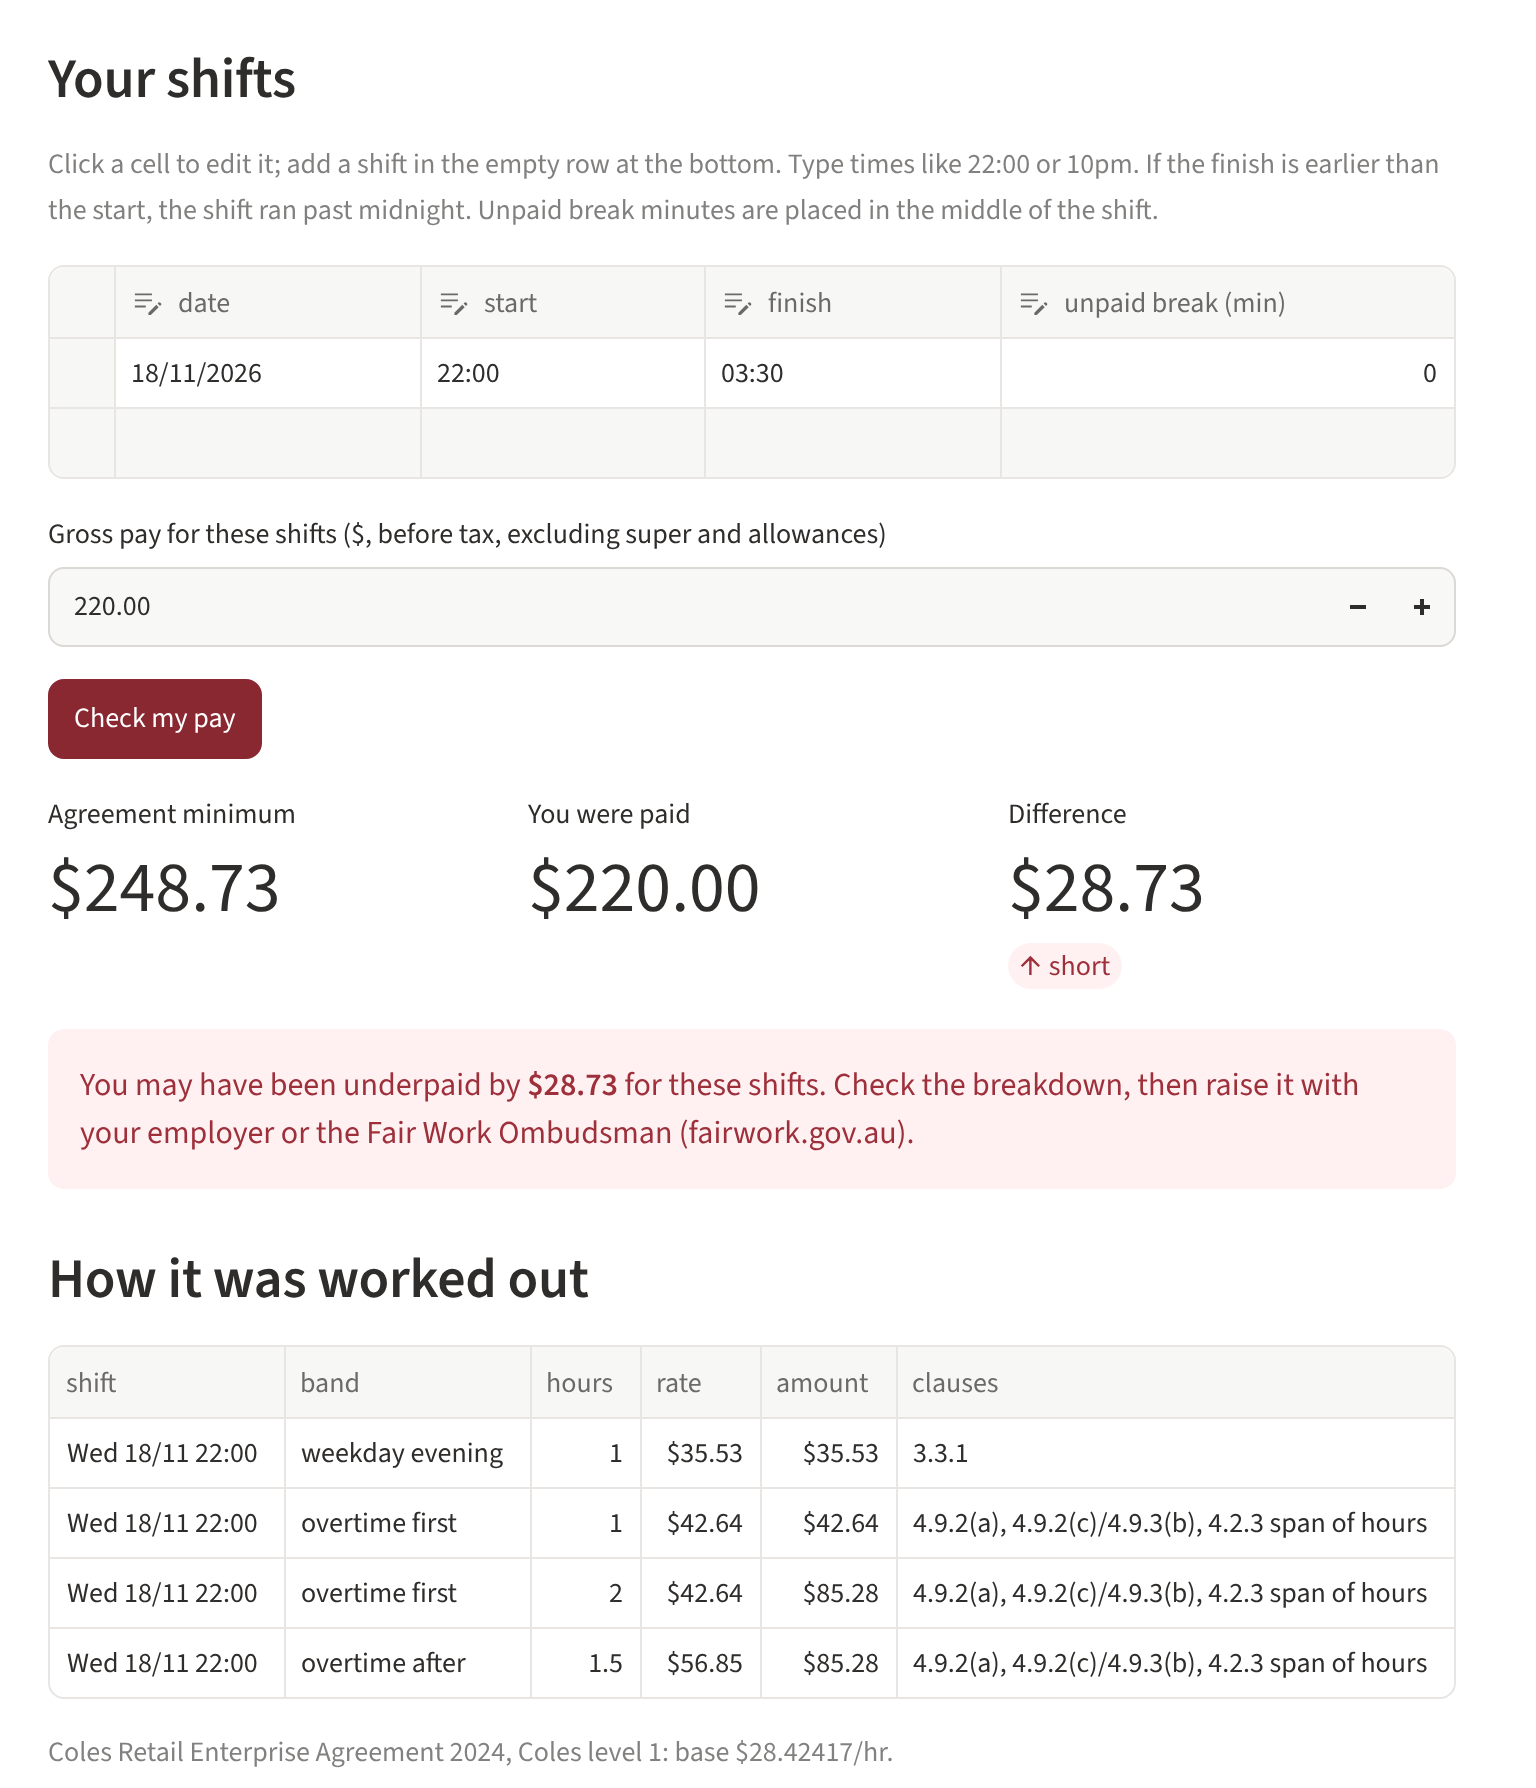 Your shifts
Click a cell to edit it; add a shift in the empty row at the bottom. Type times like 22:00 or 10pm. If the finish is earlier than
the start, the shift ran past midnight. Unpaid break minutes are placed in the middle of the shift.
date start finish unpaid break (min)
18/11/2026 22:00 03:30 0
Gross pay for these shifts ($, before tax, excluding super and allowances)
220.00 − +
Check my pay
Agreement minimum You were paid Difference
$248.73 $220.00 $28.73
↑ short
You may have been underpaid by $28.73 for these shifts. Check the breakdown, then raise it with
your employer or the Fair Work Ombudsman (fairwork.gov.au).
How it was worked out
shift band hours rate amount clauses
Wed 18/11 22:00 weekday evening 1 $35.53 $35.53 3.3.1
Wed 18/11 22:00 overtime first 1 $42.64 $42.64 4.9.2(a), 4.9.2(c)/4.9.3(b), 4.2.3 span of hours
Wed 18/11 22:00 overtime first 2 $42.64 $85.28 4.9.2(a), 4.9.2(c)/4.9.3(b), 4.2.3 span of hours
Wed 18/11 22:00 overtime after 1.5 $56.85 $85.28 4.9.2(a), 4.9.2(c)/4.9.3(b), 4.2.3 span of hours
Coles Retail Enterprise Agreement 2024, Coles level 1: base $28.42417/hr.